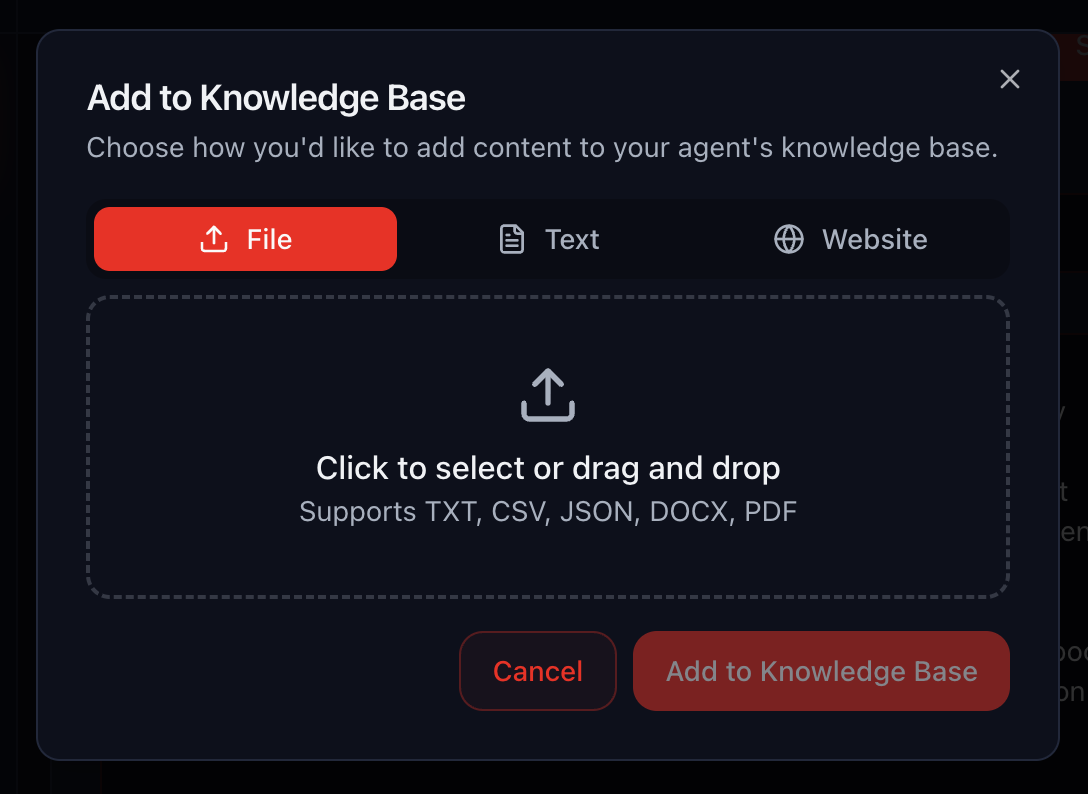 Add to Knowledge Base
Choose how you'd like to add content to your agent's knowledge base.
File
Text
Website
Click to select or drag and drop
Supports TXT, CSV, JSON, DOCX, PDF
Cancel
Add to Knowledge Base